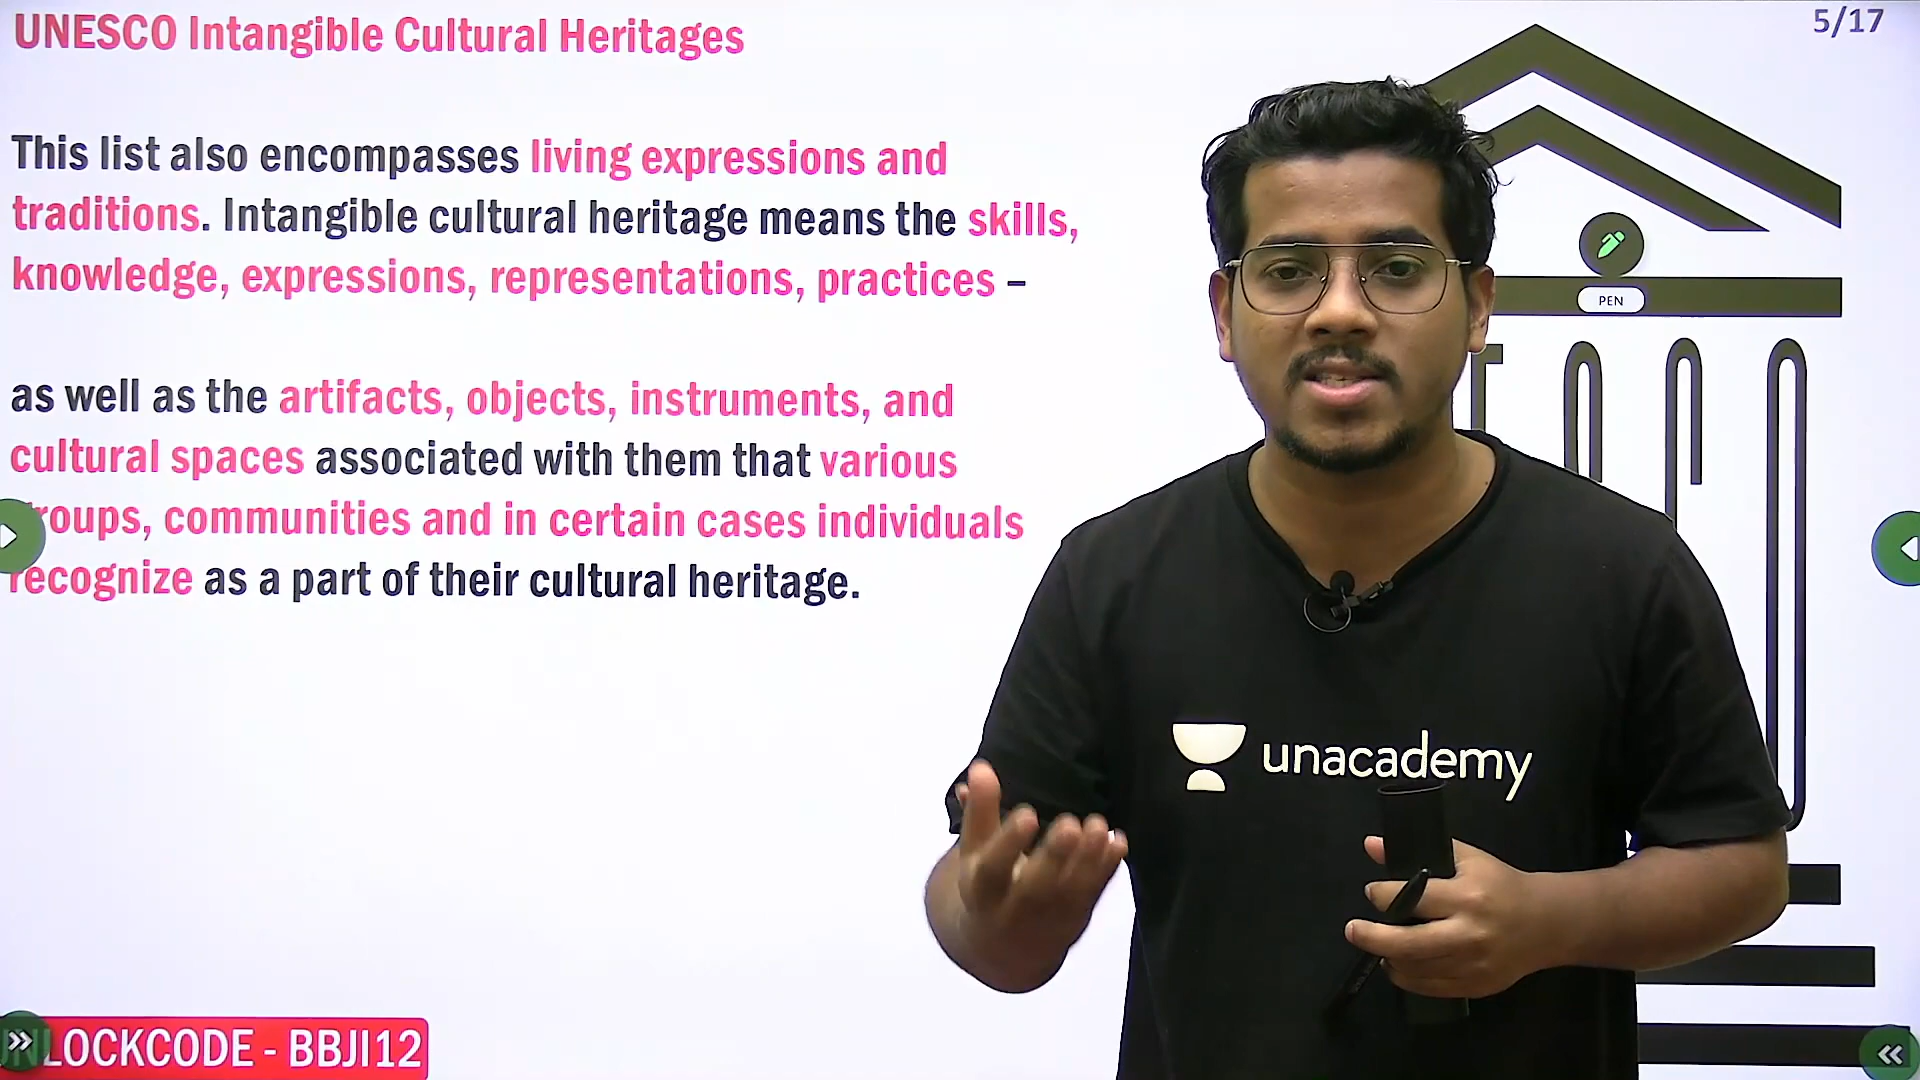 UNESCO Intangible Cultural Heritages
5/17
This list also encompasses living expressions and
traditions. Intangible cultural heritage means the skills,
knowledge, expressions, representations, practices –
PEN
as well as the artifacts, objects, instruments, and
cultural spaces associated with them that various
roups, communities and in certain cases individuals
recognize as a part of their cultural heritage.
unacademy
NLOCKCODE - BBJI12